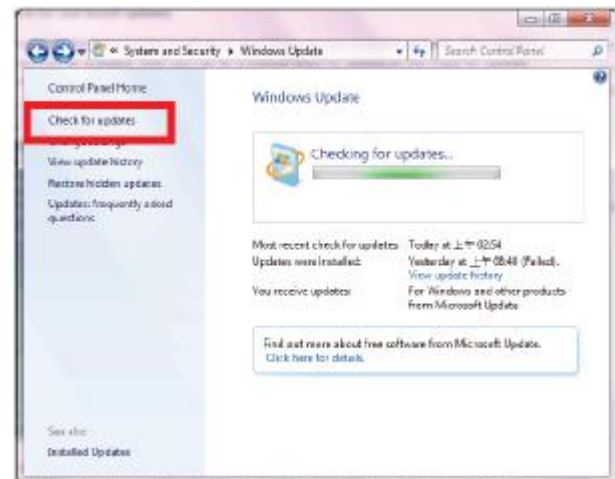 « System and Security ▸ Windows Update
Search Control Panel
Control Panel Home
Check for updates
View update history
Restore hidden updates
Updates: frequently asked
questions
Windows Update
Checking for updates...
Most recent check for updates: Today at 上午 02:54
Updates were installed: Yesterday at 上午 08:40 (Failed).
View update history
You receive updates: For Windows and other products
from Microsoft Update
Find out more about free software from Microsoft Update.
Click here for details.
See also
Installed Updates